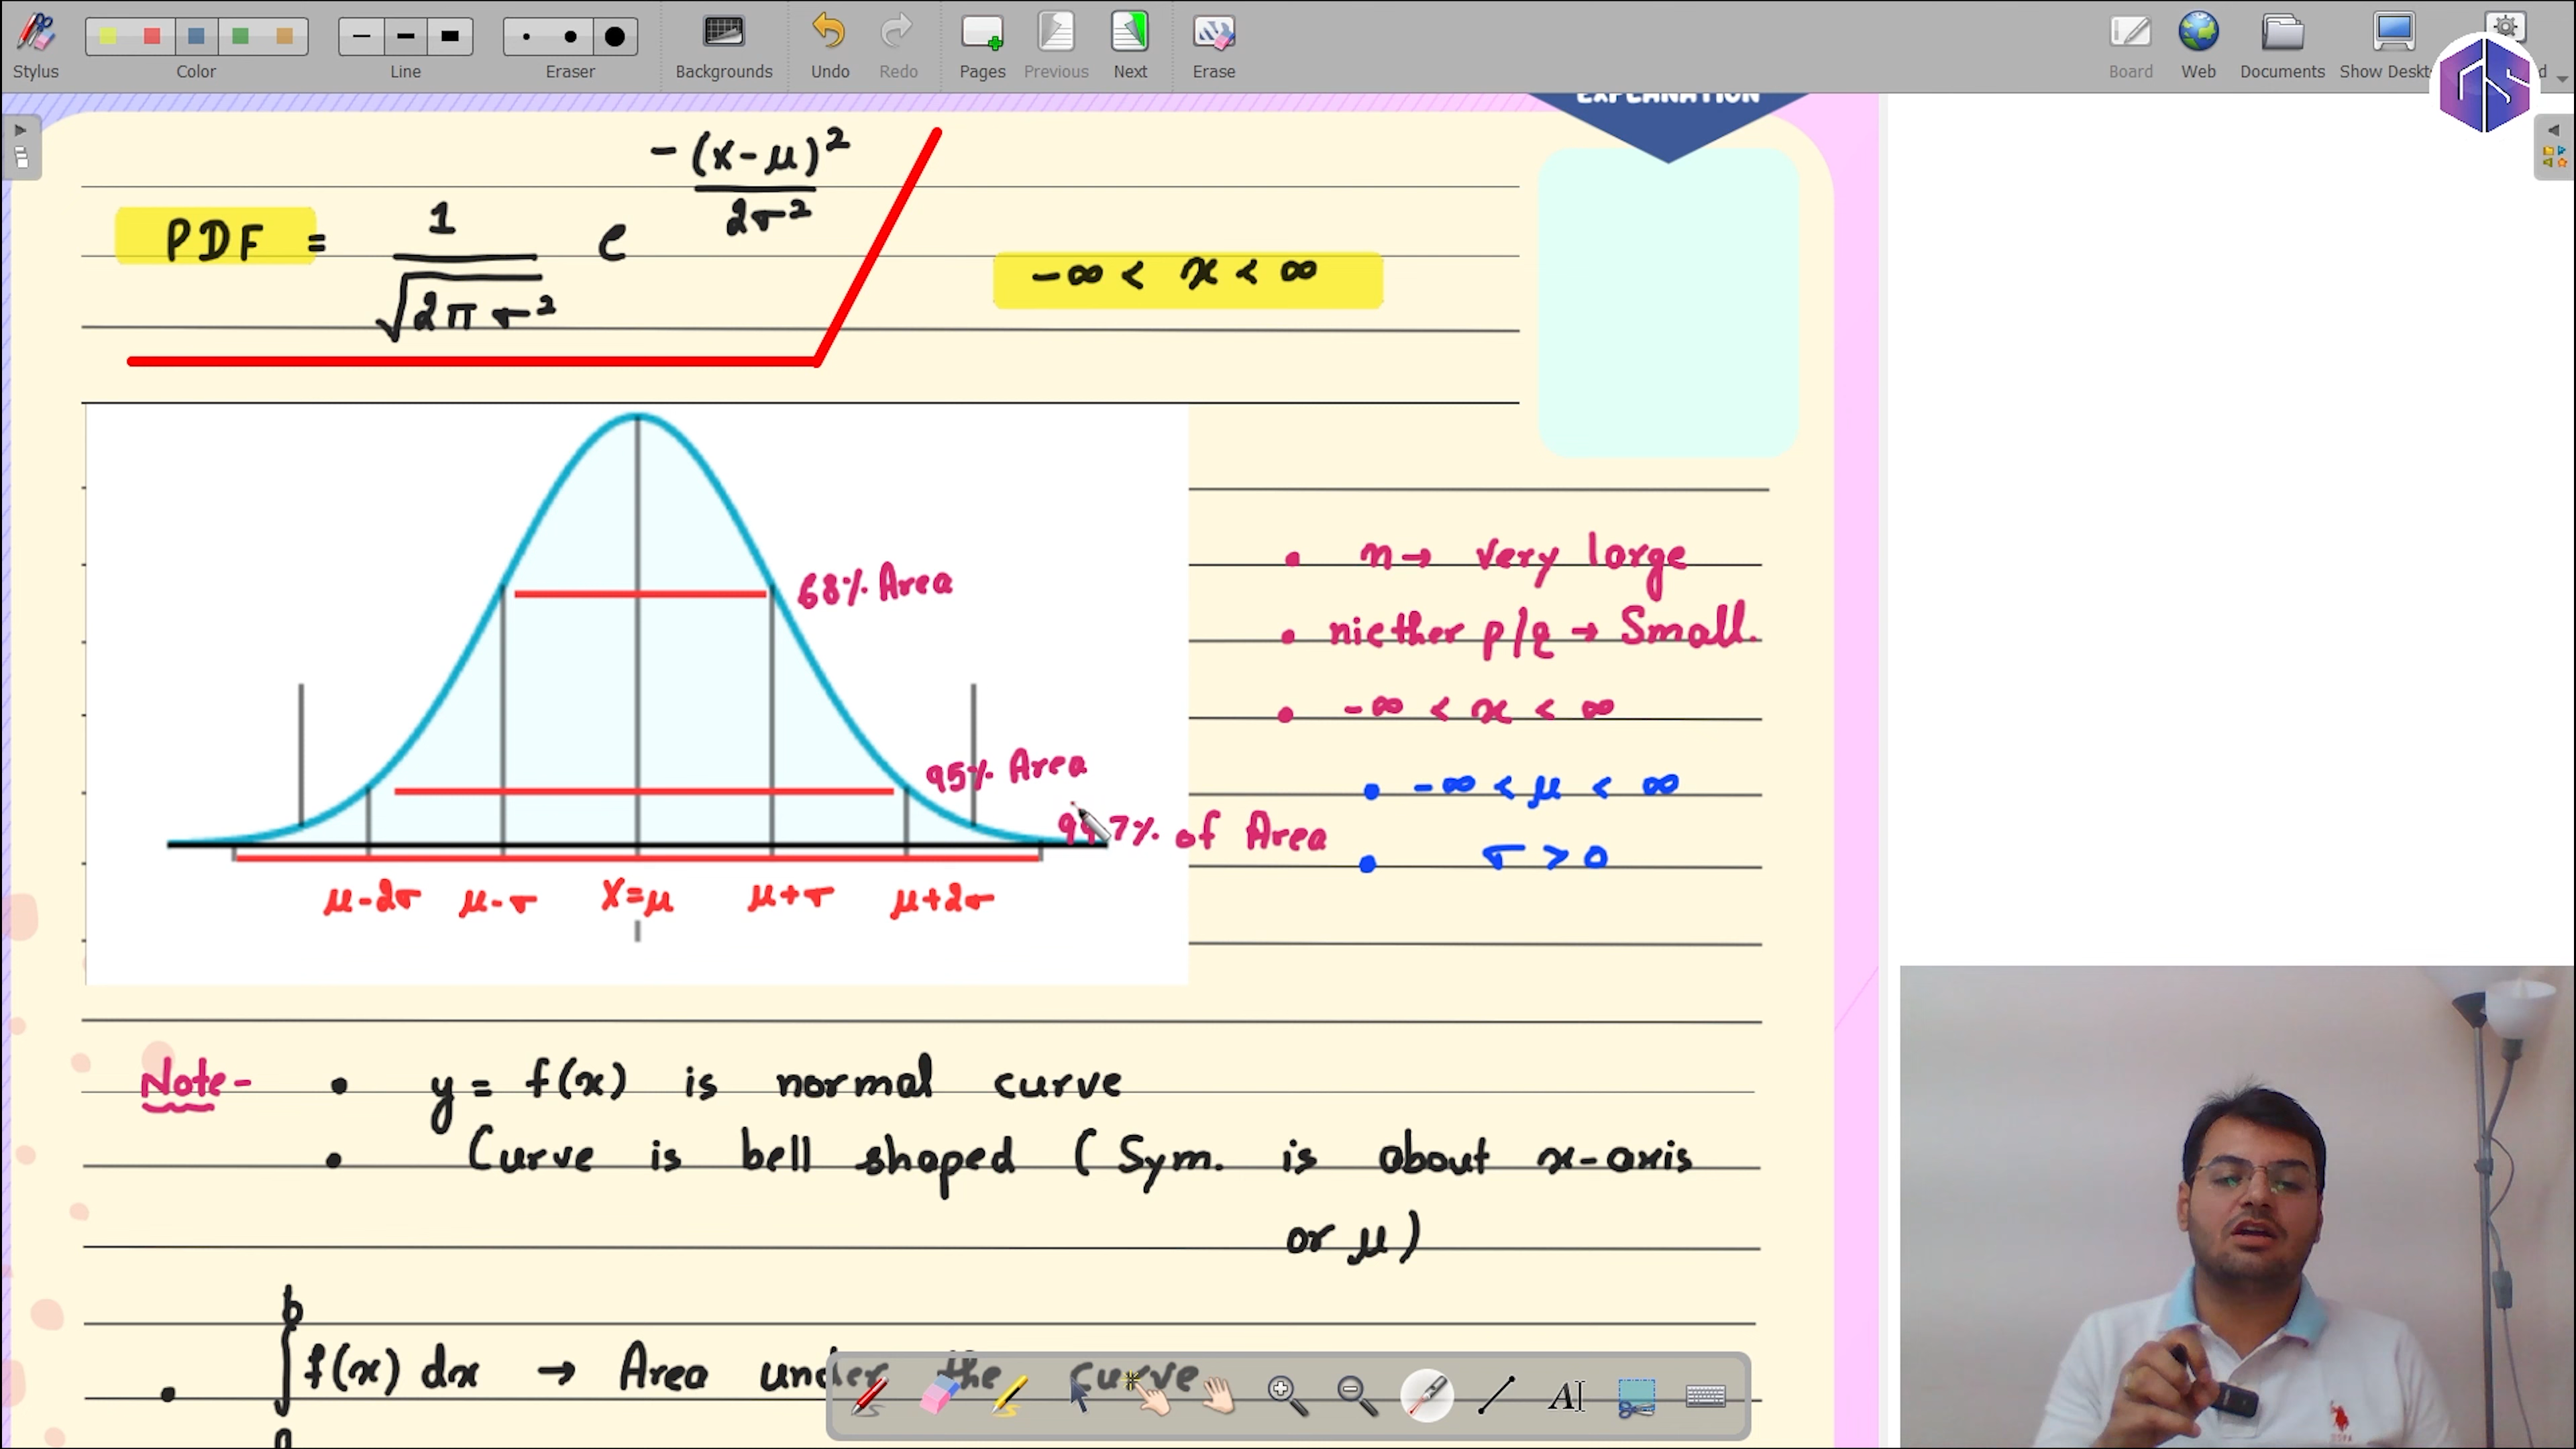 Stylus Color Line Eraser Backgrounds Undo Redo Pages Previous Next Erase Board Web Documents Show Deskt
EXPLANATION
PDF = 1 / √2πσ² e -(x-μ)² / 2σ²
-∞ < x < ∞
68% Area
95% Area
99.7% of Area
μ-2σ μ-σ X=μ μ+σ μ+2σ
• n→ very large
• niether p/q → Small.
• -∞ < x < ∞
• -∞ < μ < ∞
• σ > 0
Note- • y = f(x) is normal curve
• Curve is bell shaped (Sym. is about x-axis
or μ)
• ∫ b a f(x) dx → Area under the curve